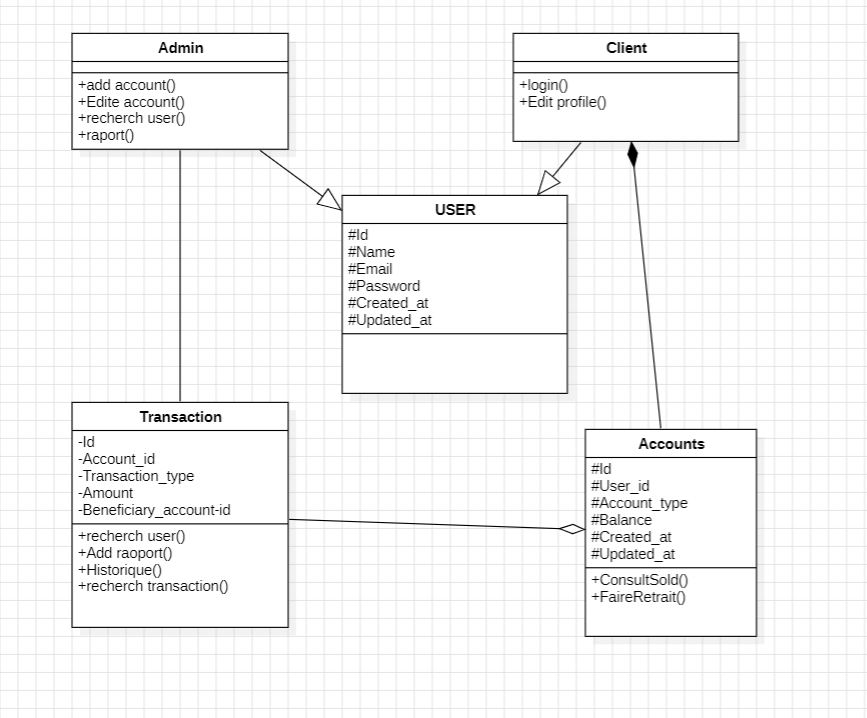 Admin
+add account()
+Edite account()
+recherch user()
+raport()
Client
+login()
+Edit profile()
USER
#Id
#Name
#Email
#Password
#Created_at
#Updated_at
Transaction
-Id
-Account_id
-Transaction_type
-Amount
-Beneficiary_account-id
+recherch user()
+Add raoport()
+Historique()
+recherch transaction()
Accounts
#Id
#User_id
#Account_type
#Balance
#Created_at
#Updated_at
+ConsultSold()
+FaireRetrait()